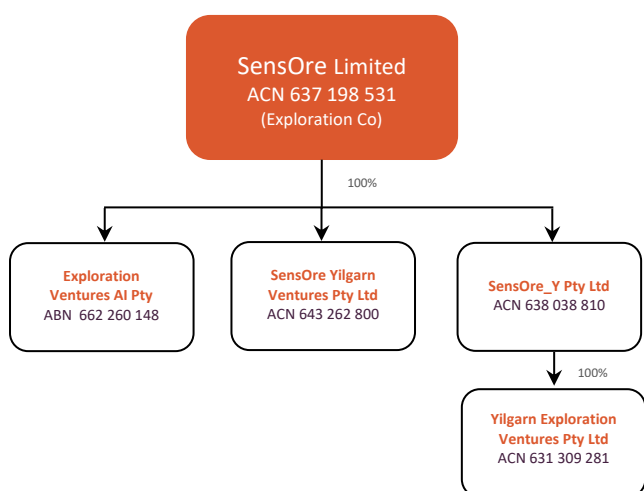 SensOre Limited
ACN 637 198 531
(Exploration Co)
100%
Exploration
Ventures AI Pty
ABN 662 260 148
SensOre Yilgarn
Ventures Pty Ltd
ACN 643 262 800
SensOre_Y Pty Ltd
ACN 638 038 810
100%
Yilgarn Exploration
Ventures Pty Ltd
ACN 631 309 281